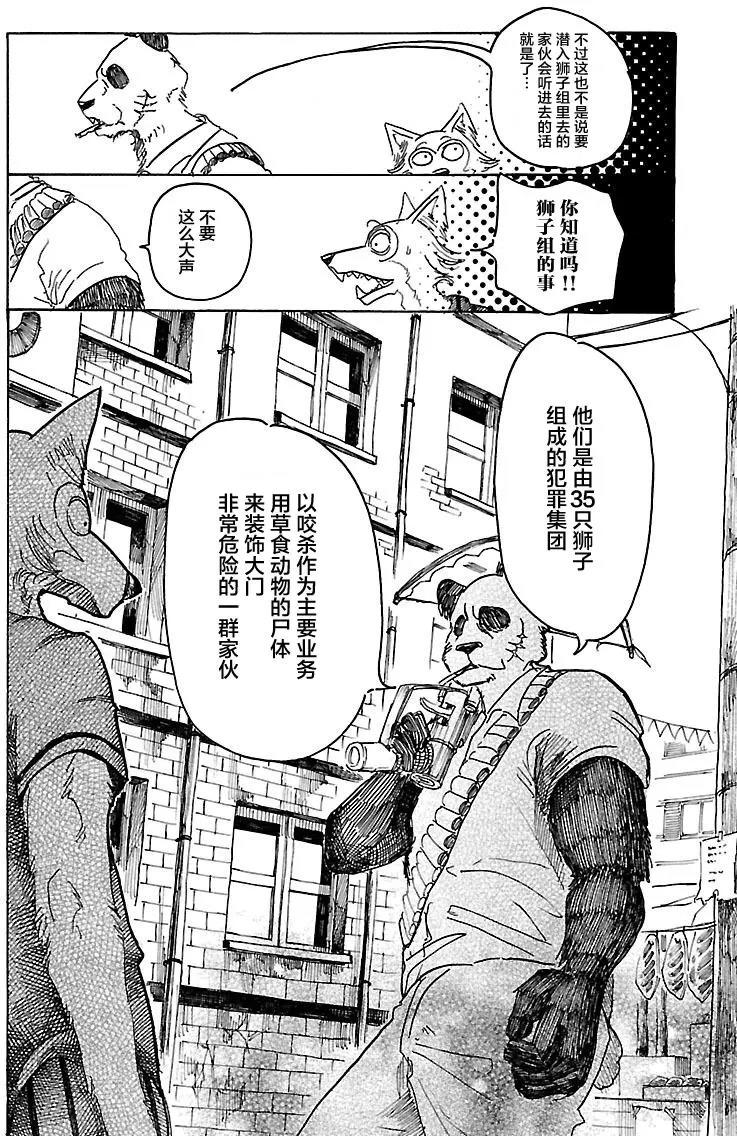 不过这也不是说要
潜入狮子组里去的
家伙会听进去的话
就是了…
你知道吗!!
狮子组的事
不要
这么大声
他们是由35只狮子
组成的犯罪集团
以咬杀作为主要业务
用草食动物的尸体
来装饰大门
非常危险的一群家伙